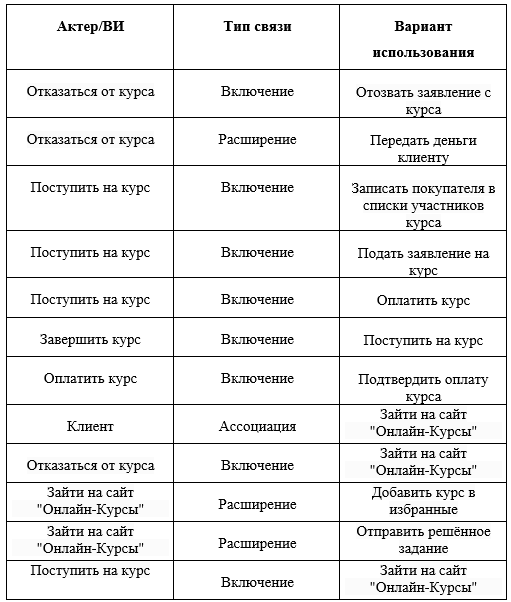 Актер/ВИ Тип связи Вариант
использования
Отказаться от курса Включение Отозвать заявление с
курса
Отказаться от курса Расширение Передать деньги
клиенту
Поступить на курс Включение Записать покупателя в
списки участников
курса
Поступить на курс Включение Подать заявление на
курс
Поступить на курс Включение Оплатить курс
Завершить курс Включение Поступить на курс
Оплатить курс Включение Подтвердить оплату
курса
Клиент Ассоциация Зайти на сайт
"Онлайн-Курсы"
Отказаться от курса Включение Зайти на сайт
"Онлайн-Курсы"
Зайти на сайт
"Онлайн-Курсы" Расширение Добавить курс в
избранные
Зайти на сайт
"Онлайн-Курсы" Расширение Отправить решённое
задание
Поступить на курс Включение Зайти на сайт
"Онлайн-Курсы"